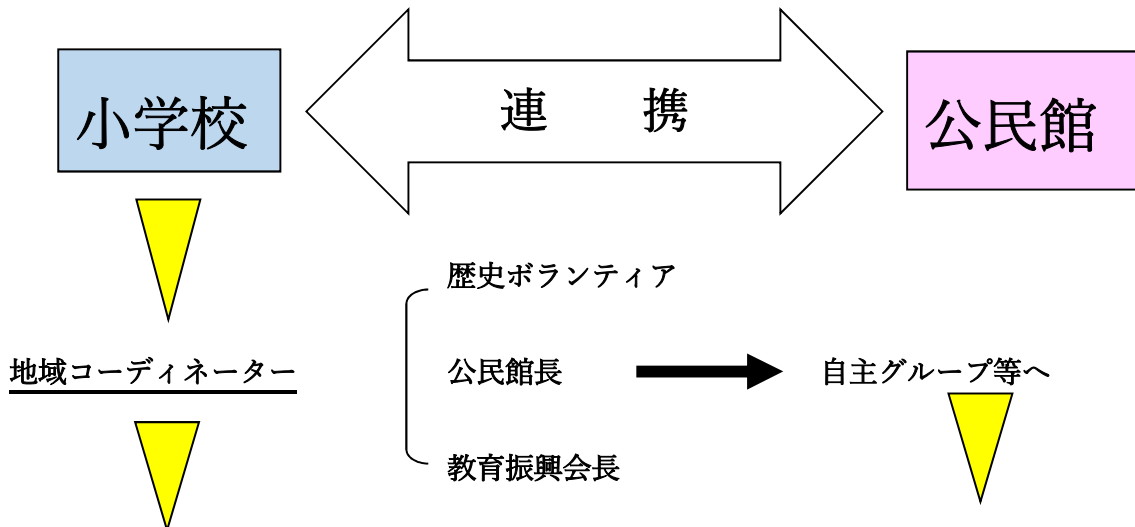 小学校
連　携
公民館
歴史ボランティア
地域コーディネーター
公民館長
自主グループ等へ
教育振興会長